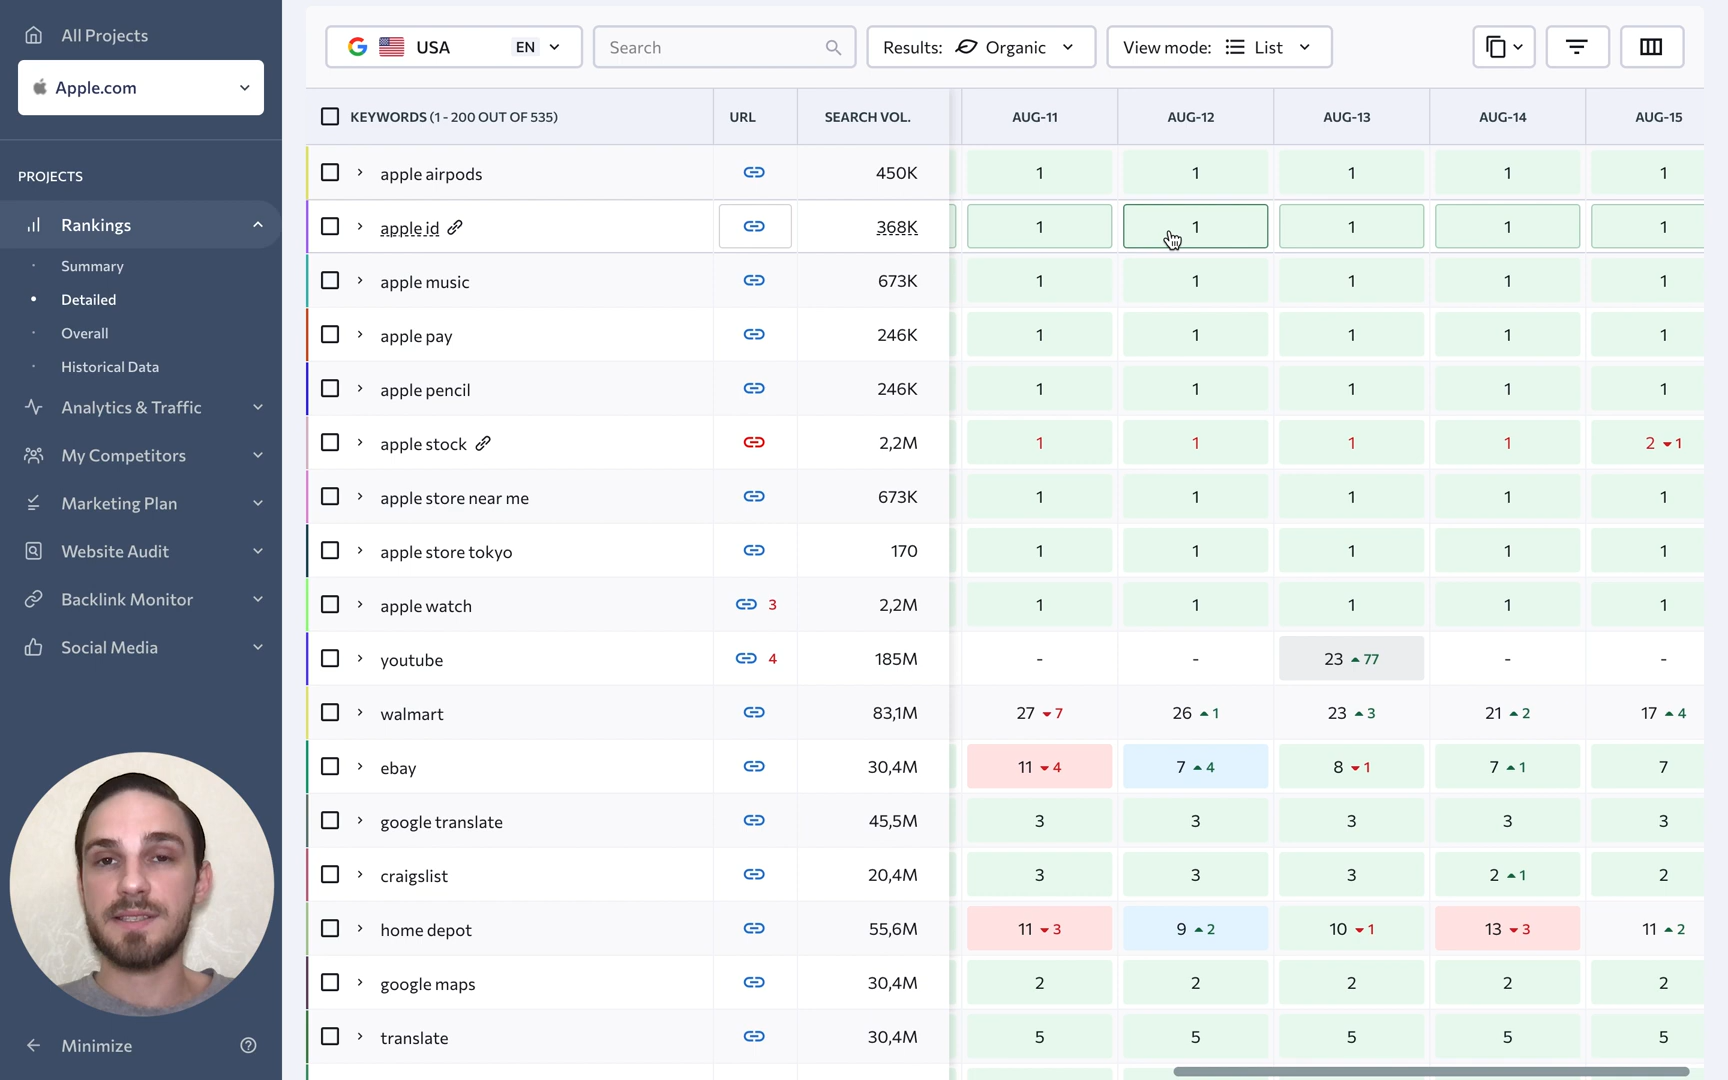 All Projects
Apple.com
PROJECTS
Rankings
Summary
Detailed
Overall
Historical Data
Analytics & Traffic
My Competitors
Marketing Plan
Website Audit
Backlink Monitor
Social Media
Minimize
USA EN Search Results: Organic View mode: List
KEYWORDS (1 - 200 OUT OF 535) URL SEARCH VOL. AUG-11 AUG-12 AUG-13 AUG-14 AUG-15
apple airpods 450K 1 1 1 1 1
apple id 368K 1 1 1 1 1
apple music 673K 1 1 1 1 1
apple pay 246K 1 1 1 1 1
apple pencil 246K 1 1 1 1 1
apple stock 2,2M 1 1 1 1 2 1
apple store near me 673K 1 1 1 1 1
apple store tokyo 170 1 1 1 1 1
apple watch 3 2,2M 1 1 1 1 1
youtube 4 185M - - 23 77 - -
walmart 83,1M 27 7 26 1 23 3 21 2 17 4
ebay 30,4M 11 4 7 4 8 1 7 1 7
google translate 45,5M 3 3 3 3 3
craigslist 20,4M 3 3 3 2 1 2
home depot 55,6M 11 3 9 2 10 1 13 3 11 2
google maps 30,4M 2 2 2 2 2
translate 30,4M 5 5 5 5 5